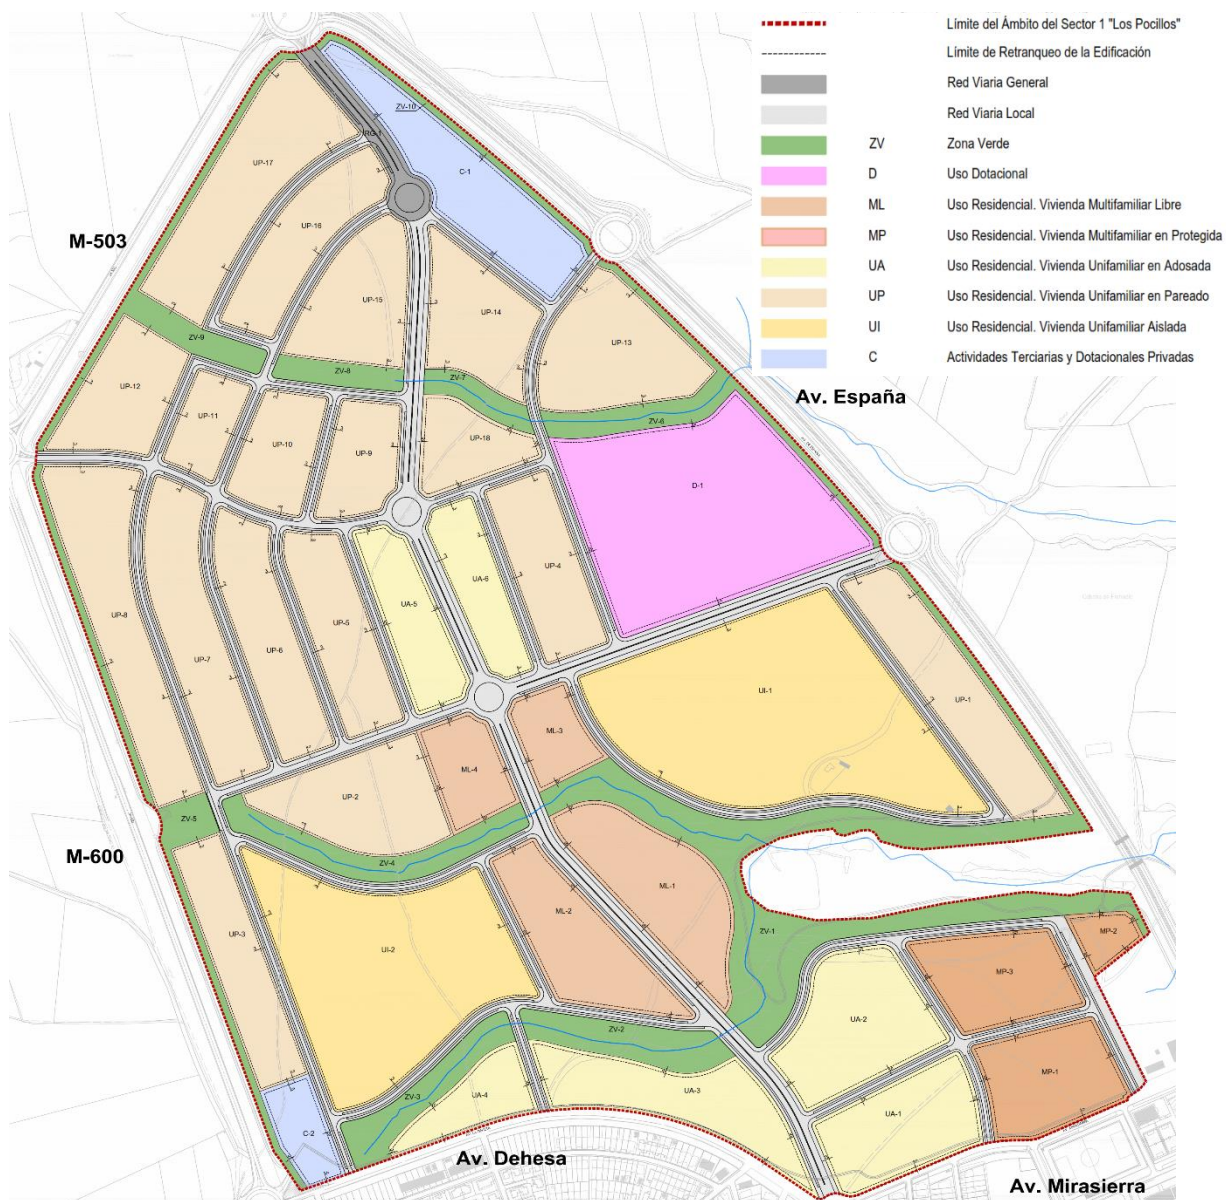 Límite del Ámbito del Sector 1 "Los Pocillos"
Límite de Retranqueo de la Edificación
Red Viaria General
Red Viaria Local
ZV Zona Verde
D Uso Dotacional
ML Uso Residencial. Vivienda Multifamiliar Libre
MP Uso Residencial. Vivienda Multifamiliar en Protegida
UA Uso Residencial. Vivienda Unifamiliar en Adosada
UP Uso Residencial. Vivienda Unifamiliar en Pareado
UI Uso Residencial. Vivienda Unifamiliar Aislada
C Actividades Terciarias y Dotacionales Privadas
ZV-10
RG-1
UP-17
C-1
UP-16
M-503
UP-15
UP-14
ZV-9
UP-13
ZV-8
ZV-7
UP-12
Av. España
UP-11
UP-10
UP-9
UP-18
ZV-6
D-1
UP-4
UA-6
UA-5
UP-8
UP-7
UP-6
UP-5
UI-1
UP-1
ML-3
ML-4
UP-2
ZV-5
M-600
ZV-4
ML-1
ML-2
UP-3
UI-2
ZV-1
MP-2
MP-3
UA-2
ZV-2
MP-1
ZV-3
UA-4
UA-3
UA-1
C-2
Av. Dehesa
Av. Mirasierra